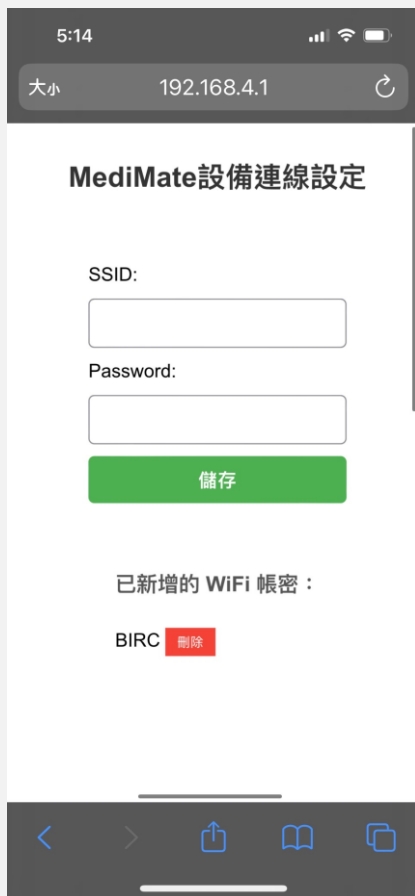 5:14
大小 192.168.4.1
MediMate設備連線設定
SSID:
Password:
儲存
已新增的 WiFi 帳密：
BIRC 刪除